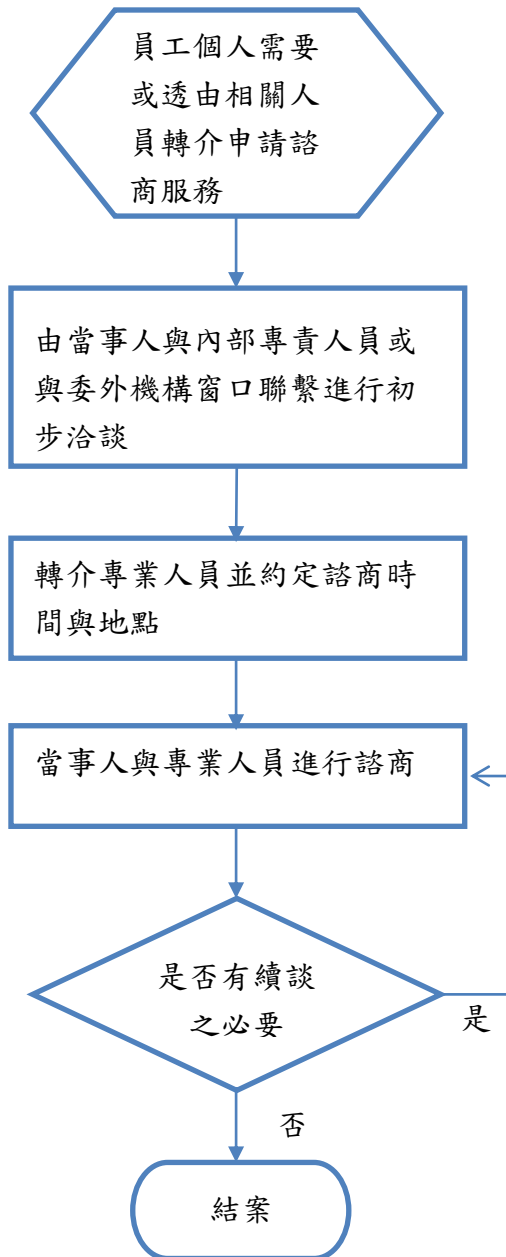 員工個人需要
或透由相關人
員轉介申請諮
商服務
由當事人與內部專責人員或
與委外機構窗口聯繫進行初
步洽談
轉介專業人員並約定諮商時
間與地點
當事人與專業人員進行諮商
是否有續談
之必要
是
否
結案